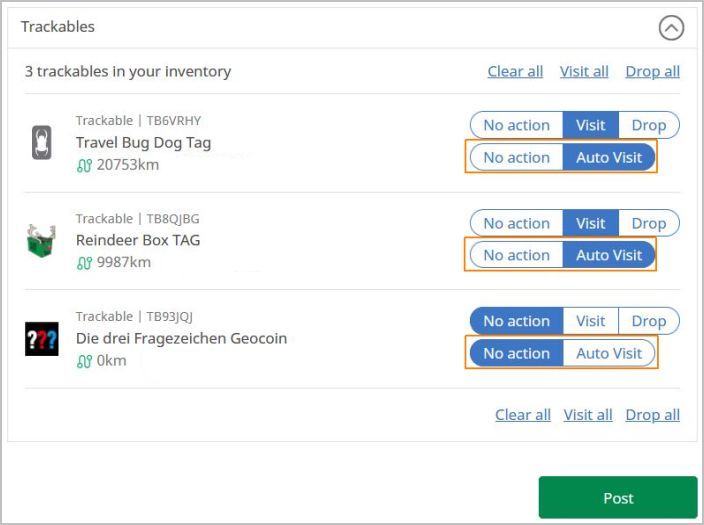 Trackables
3 trackables in your inventory
Clear all Visit all Drop all
Trackable | TB6VRHY
Travel Bug Dog Tag
20753km
No action Visit Drop
No action Auto Visit
Trackable | TB8QJBG
Reindeer Box TAG
9987km
No action Visit Drop
No action Auto Visit
Trackable | TB93JQJ
???
Die drei Fragezeichen Geocoin
0km
No action Visit Drop
No action Auto Visit
Clear all Visit all Drop all
Post